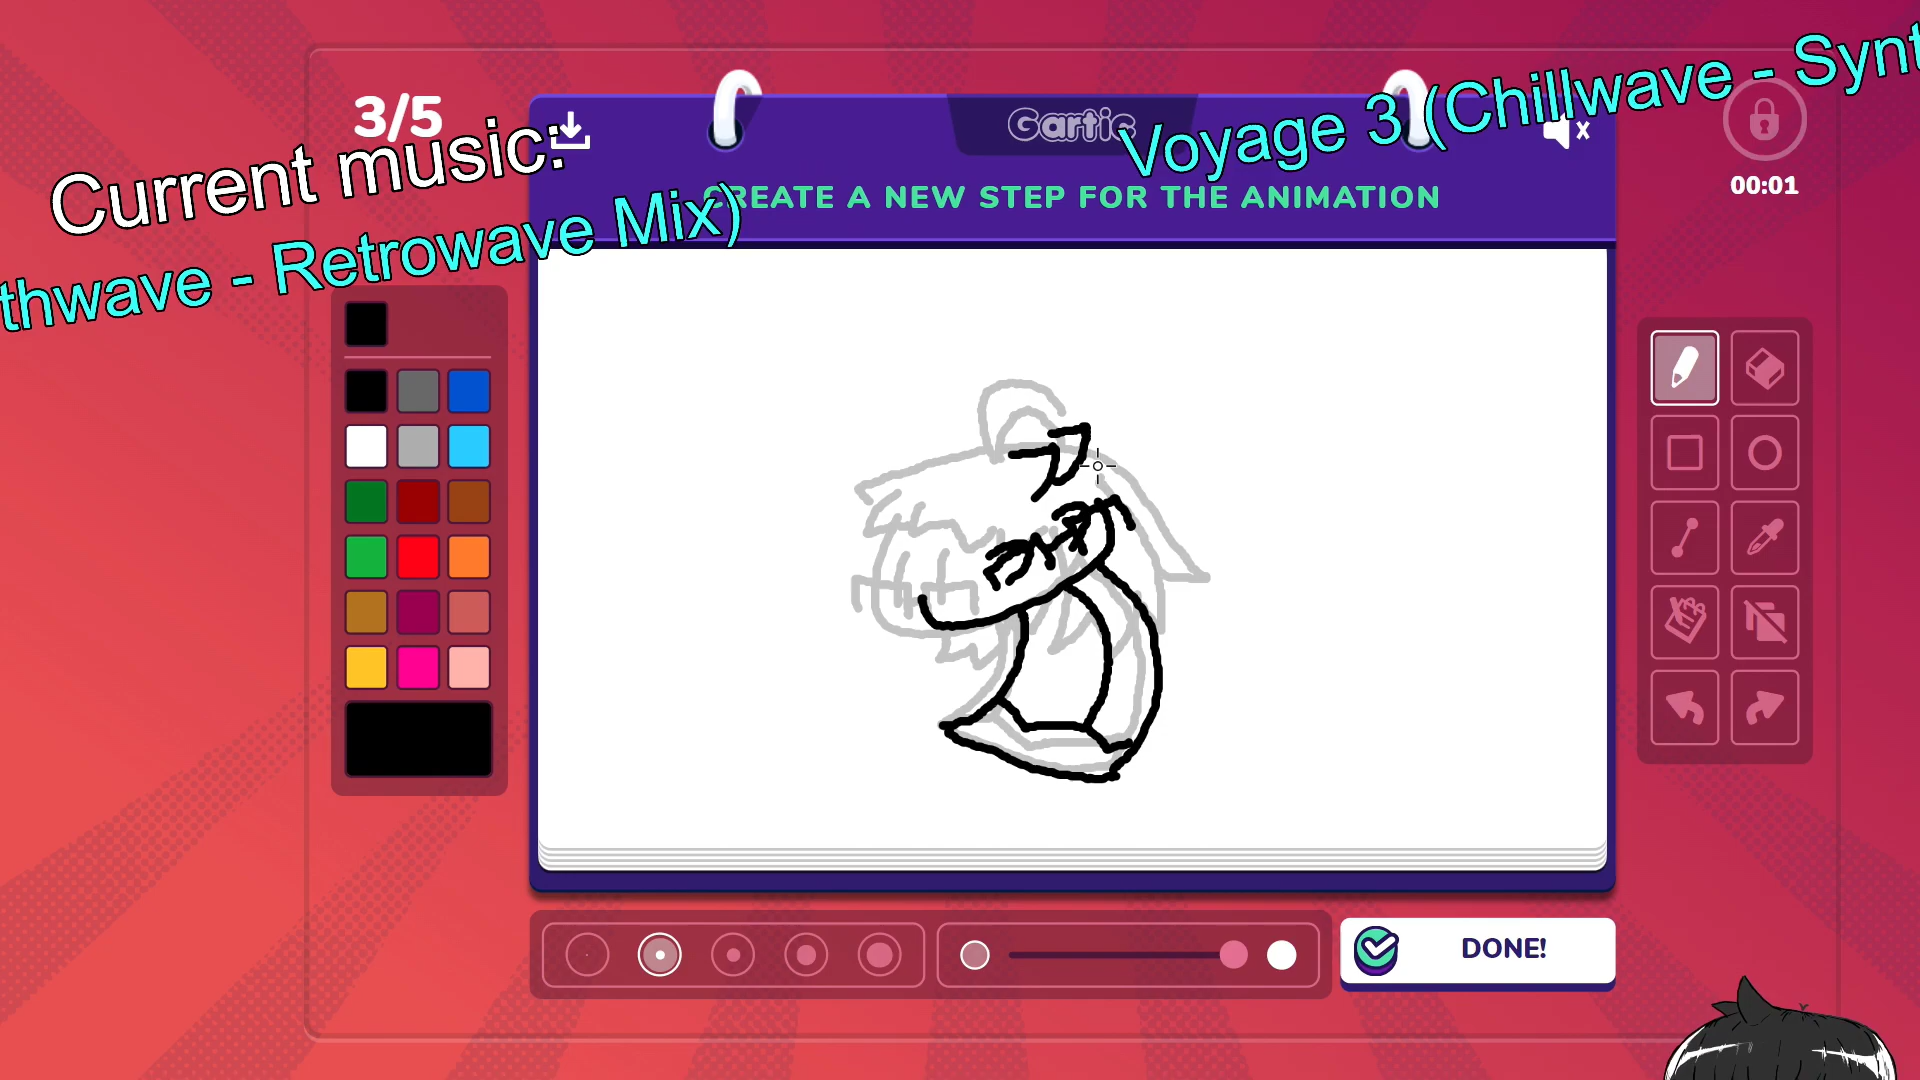 3/5
Current music:
Gartic
Voyage 3 (Chillwave - Synt
thwave - Retrowave Mix)
CREATE A NEW STEP FOR THE ANIMATION
00:01
DONE!